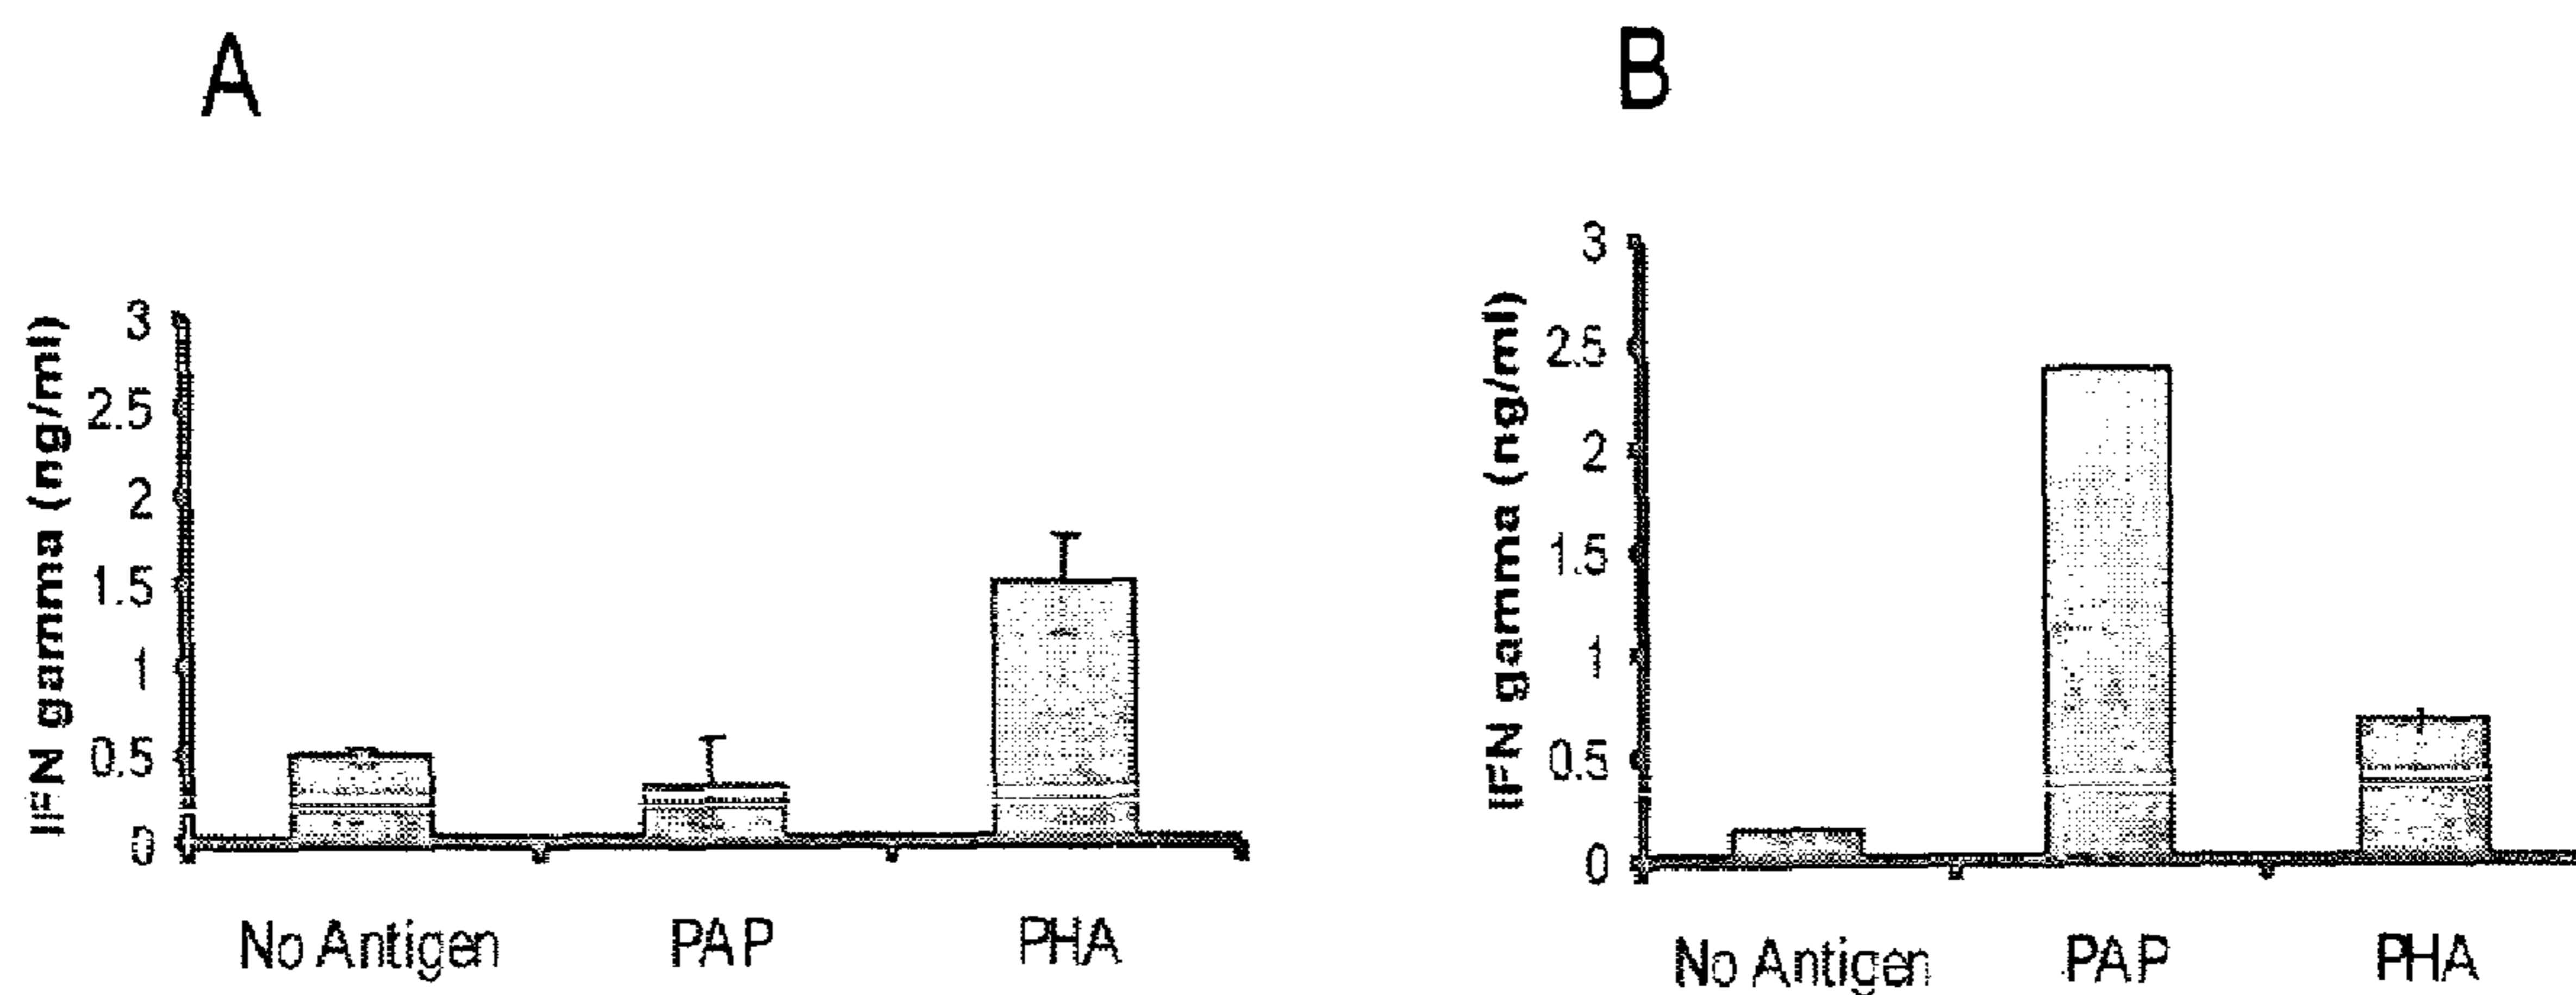 A
IFN gamma (ng/ml)
3
2.5
2
1.5
1
0.5
0
No Antigen
PAP
PHA
B
IFN gamma (ng/ml)
3
2.5
2
1.5
1
0.5
0
No Antigen
PAP
PHA